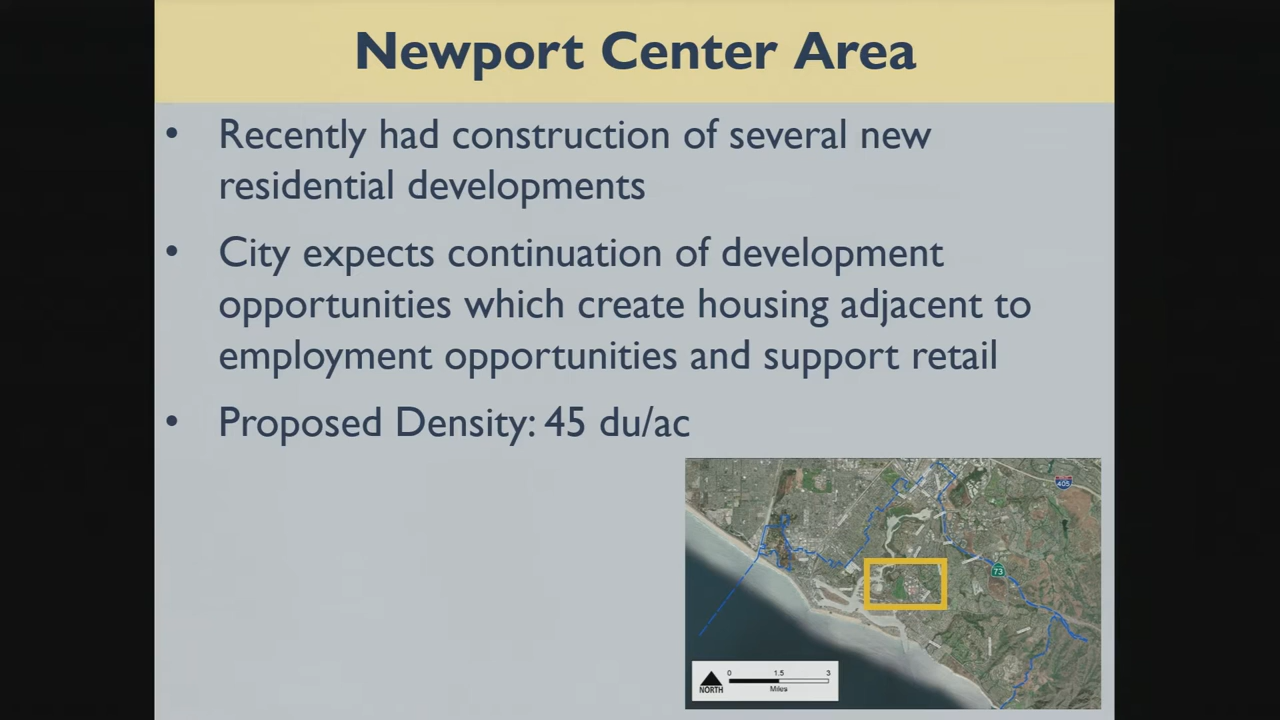 Newport Center Area
• Recently had construction of several new
residential developments
• City expects continuation of development
opportunities which create housing adjacent to
employment opportunities and support retail
• Proposed Density: 45 du/ac
405
73
0 1.5 3
Miles
NORTH